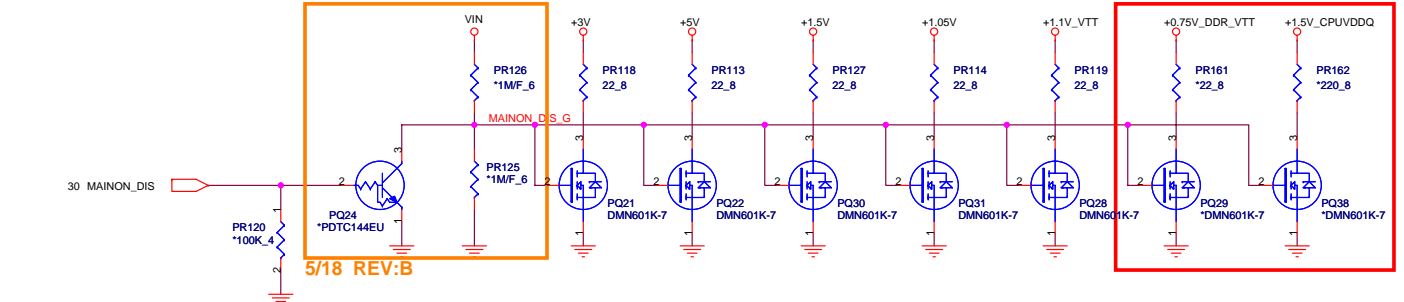 VIN
+3V
+5V
+1.5V
+1.05V
+1.1V_VTT
+0.75V_DDR_VTT
+1.5V_CPUVDDQ
PR126
*1M/F_6
PR118
22_8
PR113
22_8
PR127
22_8
PR114
22_8
PR119
22_8
PR161
*22_8
PR162
*220_8
MAINON_DIS_G
3
3
3
3
3
3
3
3
PR125
*1M/F_6
30 MAINON_DIS
2
2
2
2
2
2
2
2
PQ24
*PDTC144EU
PQ21
DMN601K-7
PQ22
DMN601K-7
PQ30
DMN601K-7
PQ31
DMN601K-7
PQ28
DMN601K-7
PQ29
*DMN601K-7
PQ38
*DMN601K-7
1
PR120
*100K_4
2
1
1
1
1
1
1
1
1
5/18 REV:B